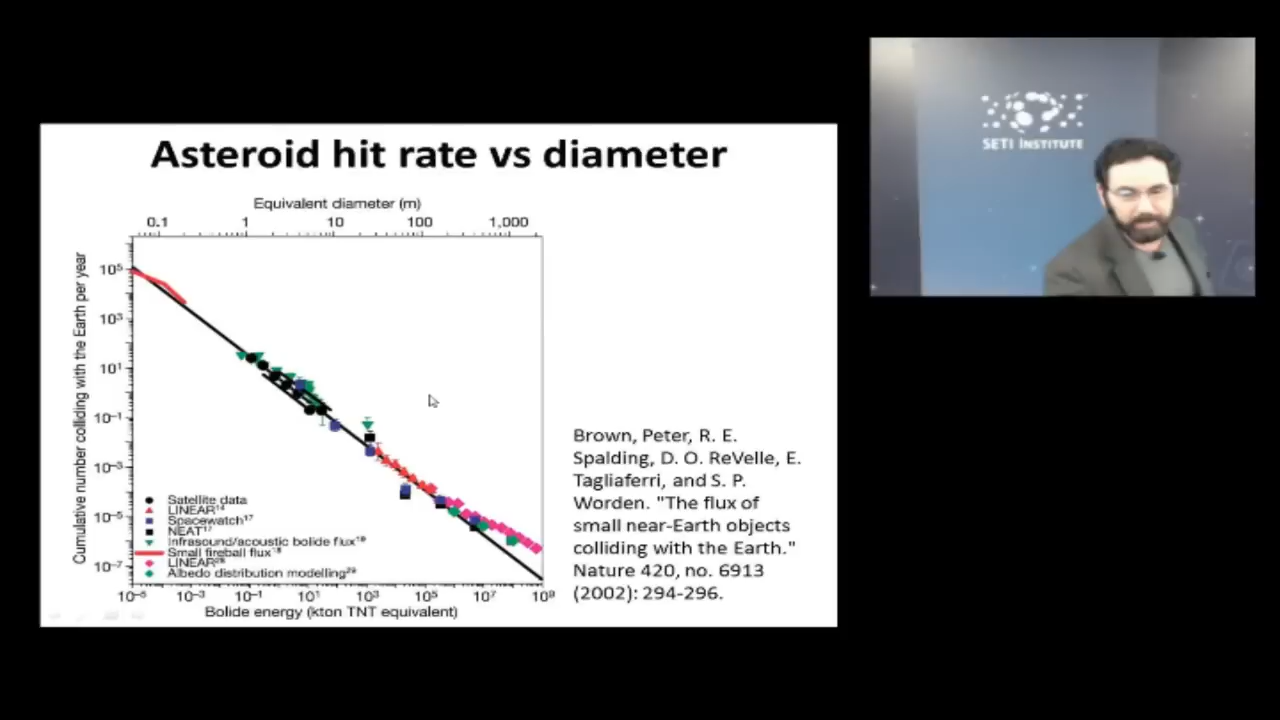 Asteroid hit rate vs diameter
Equivalent diameter (m)
0.1 1 10 100 1,000
Cumulative number colliding with the Earth per year
10⁵
10³
10¹
10⁻¹
10⁻³
10⁻⁵
10⁻⁷
Satellite data
LINEAR¹⁴
Spacewatch¹⁷
NEAT¹⁷
Infrasound/acoustic bolide flux¹⁹
Small fireball flux¹⁸
LINEAR²⁸
Albedo distribution modelling²⁹
10⁻⁵ 10⁻³ 10⁻¹ 10¹ 10³ 10⁵ 10⁷ 10⁹
Bolide energy (kton TNT equivalent)
Brown, Peter, R. E.
Spalding, D. O. ReVelle, E.
Tagliaferri, and S. P.
Worden. "The flux of
small near-Earth objects
colliding with the Earth."
Nature 420, no. 6913
(2002): 294-296.
SETI INSTITUTE